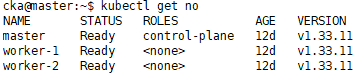 cka@master:~$ kubectl get no
NAME STATUS ROLES AGE VERSION
master Ready control-plane 12d v1.33.11
worker-1 Ready <none> 12d v1.33.11
worker-2 Ready <none> 12d v1.33.11